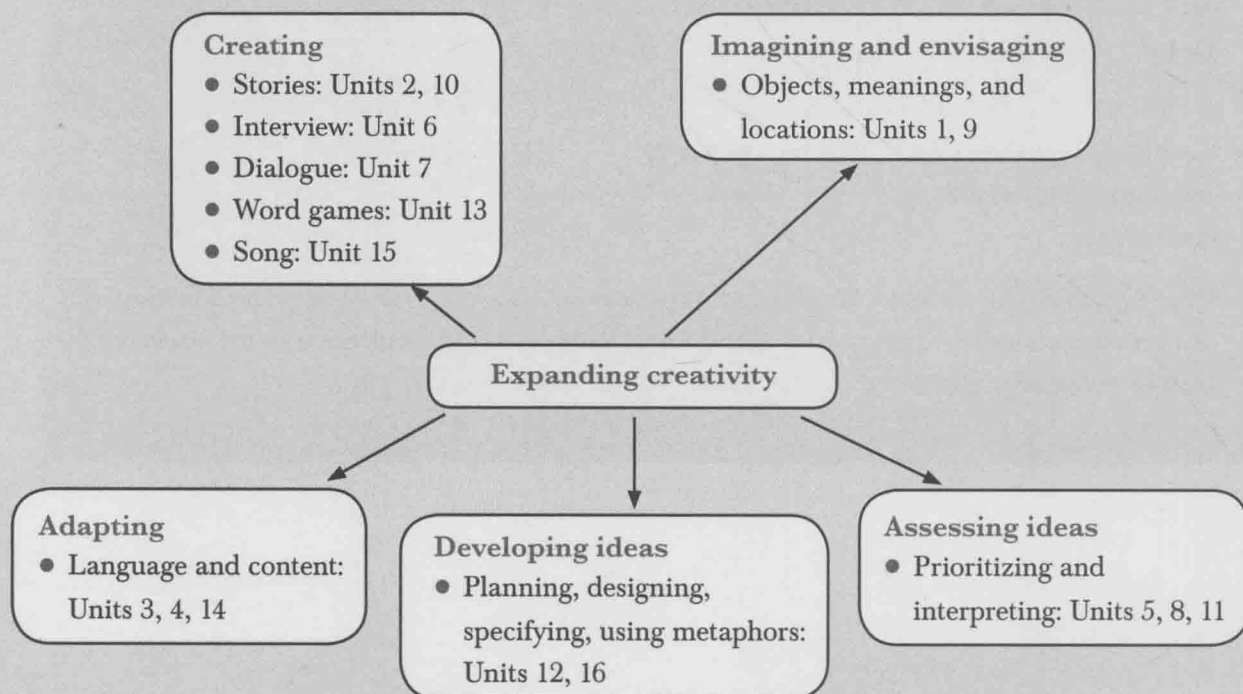 Creating
● Stories: Units 2, 10
● Interview: Unit 6
● Dialogue: Unit 7
● Word games: Unit 13
● Song: Unit 15
Imagining and envisaging
● Objects, meanings, and
locations: Units 1, 9
Expanding creativity
Adapting
● Language and content:
Units 3, 4, 14
Developing ideas
● Planning, designing,
specifying, using metaphors:
Units 12, 16
Assessing ideas
● Prioritizing and
interpreting: Units 5, 8, 11